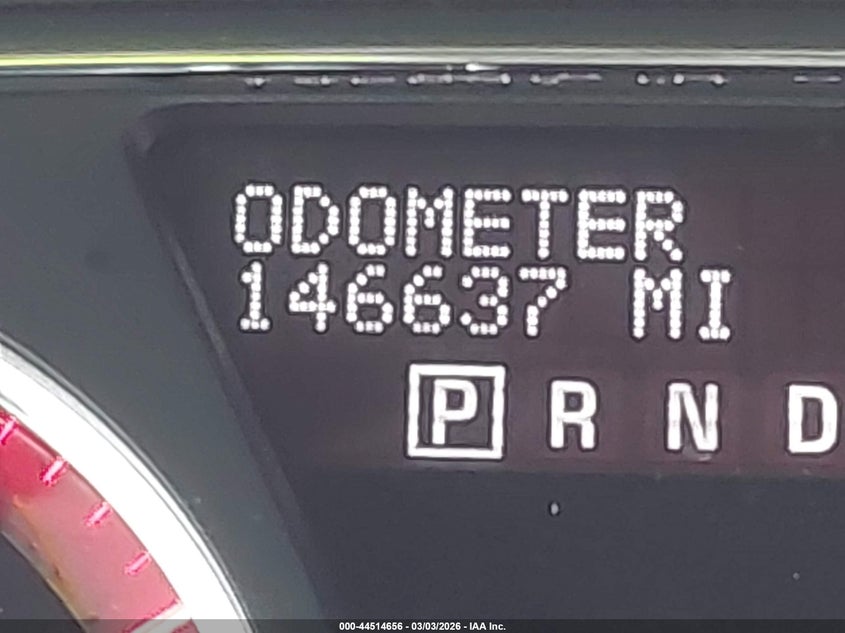 ODOMETER
146637 MI
P R N D
000-44514656 - 03/03/2026 - IAA Inc.